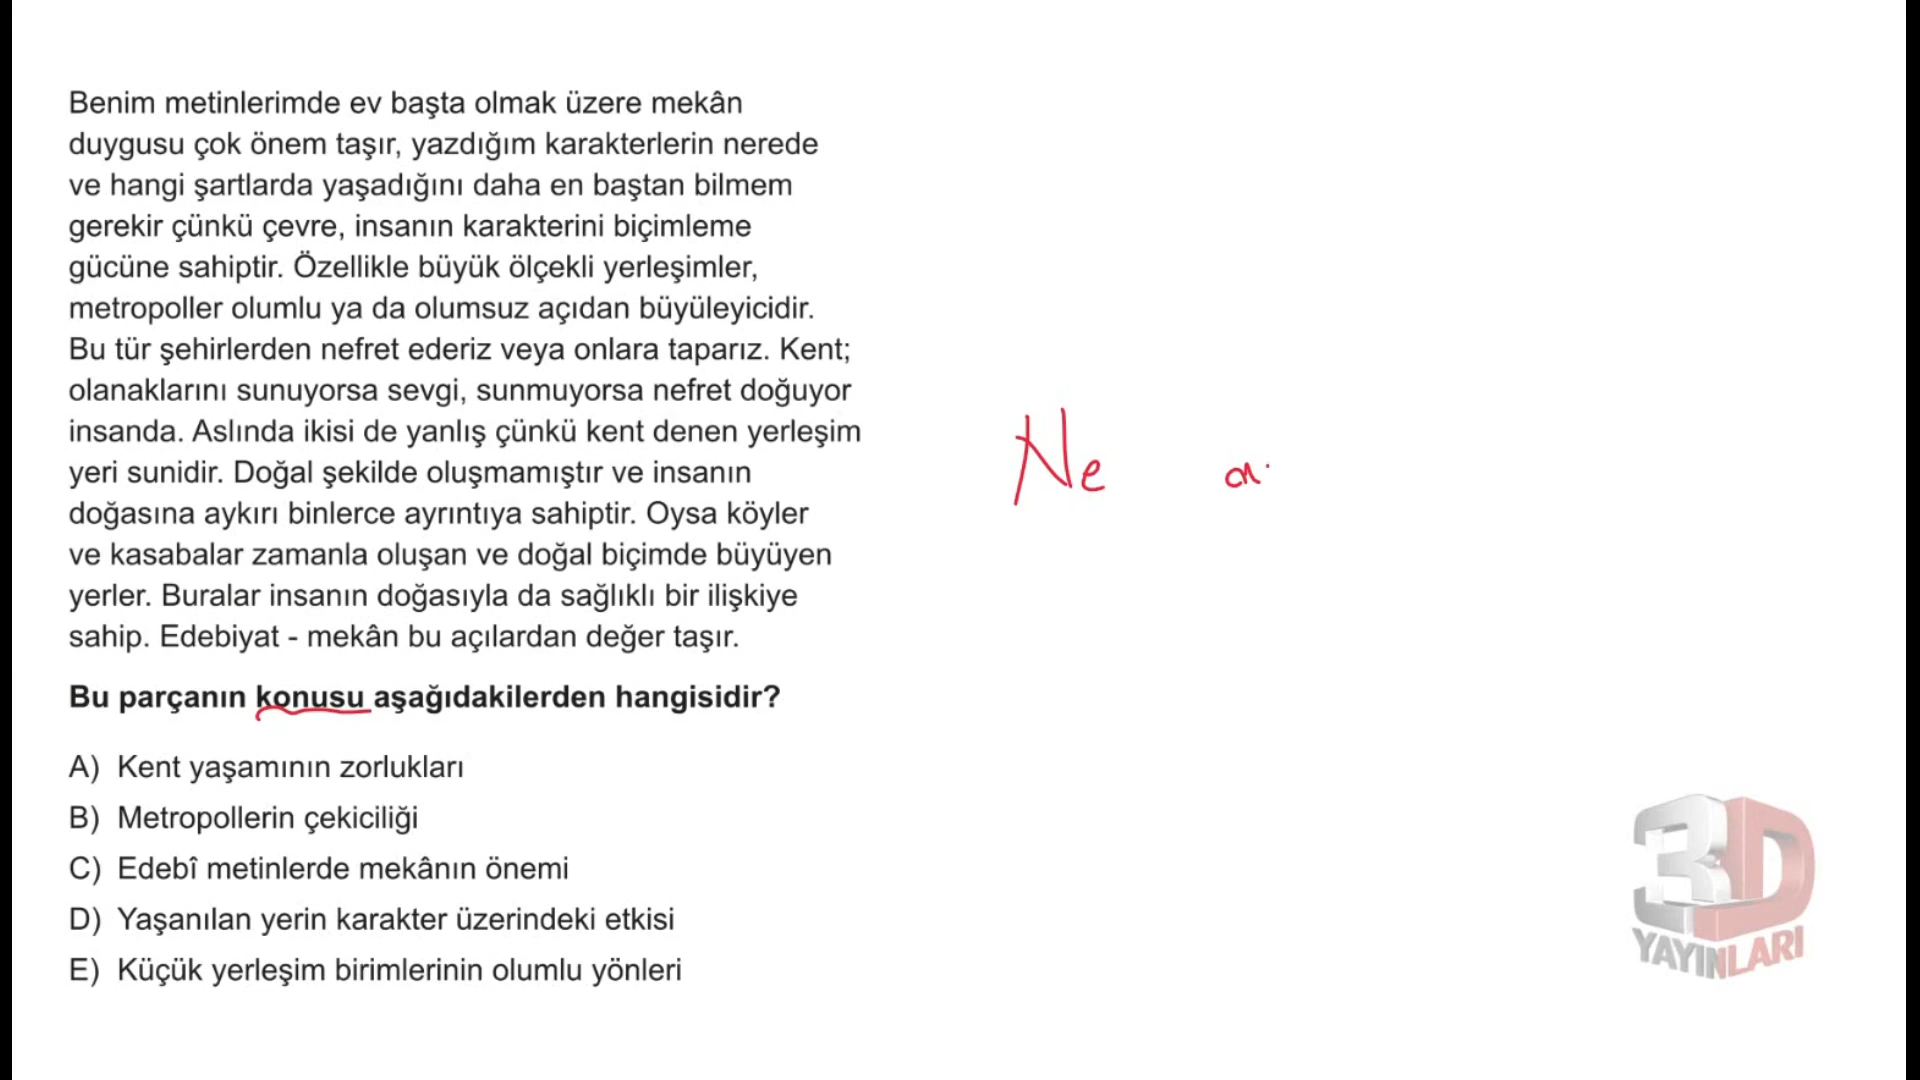 Benim metinlerimde ev başta olmak üzere mekân
duygusu çok önem taşır, yazdığım karakterlerin nerede
ve hangi şartlarda yaşadığını daha en baştan bilmem
gerekir çünkü çevre, insanın karakterini biçimleme
gücüne sahiptir. Özellikle büyük ölçekli yerleşimler,
metropoller olumlu ya da olumsuz açıdan büyüleyicidir.
Bu tür şehirlerden nefret ederiz veya onlara taparız. Kent;
olanaklarını sunuyorsa sevgi, sunmuyorsa nefret doğuyor
insanda. Aslında ikisi de yanlış çünkü kent denen yerleşim
yeri sunidir. Doğal şekilde oluşmamıştır ve insanın
doğasına aykırı binlerce ayrıntıya sahiptir. Oysa köyler
ve kasabalar zamanla oluşan ve doğal biçimde büyüyen
yerler. Buralar insanın doğasıyla da sağlıklı bir ilişkiye
sahip. Edebiyat - mekân bu açılardan değer taşır.
Bu parçanın konusu aşağıdakilerden hangisidir?
A) Kent yaşamının zorlukları
B) Metropollerin çekiciliği
C) Edebî metinlerde mekânın önemi
D) Yaşanılan yerin karakter üzerindeki etkisi
E) Küçük yerleşim birimlerinin olumlu yönleri
Ne
3D
YAYINLARI